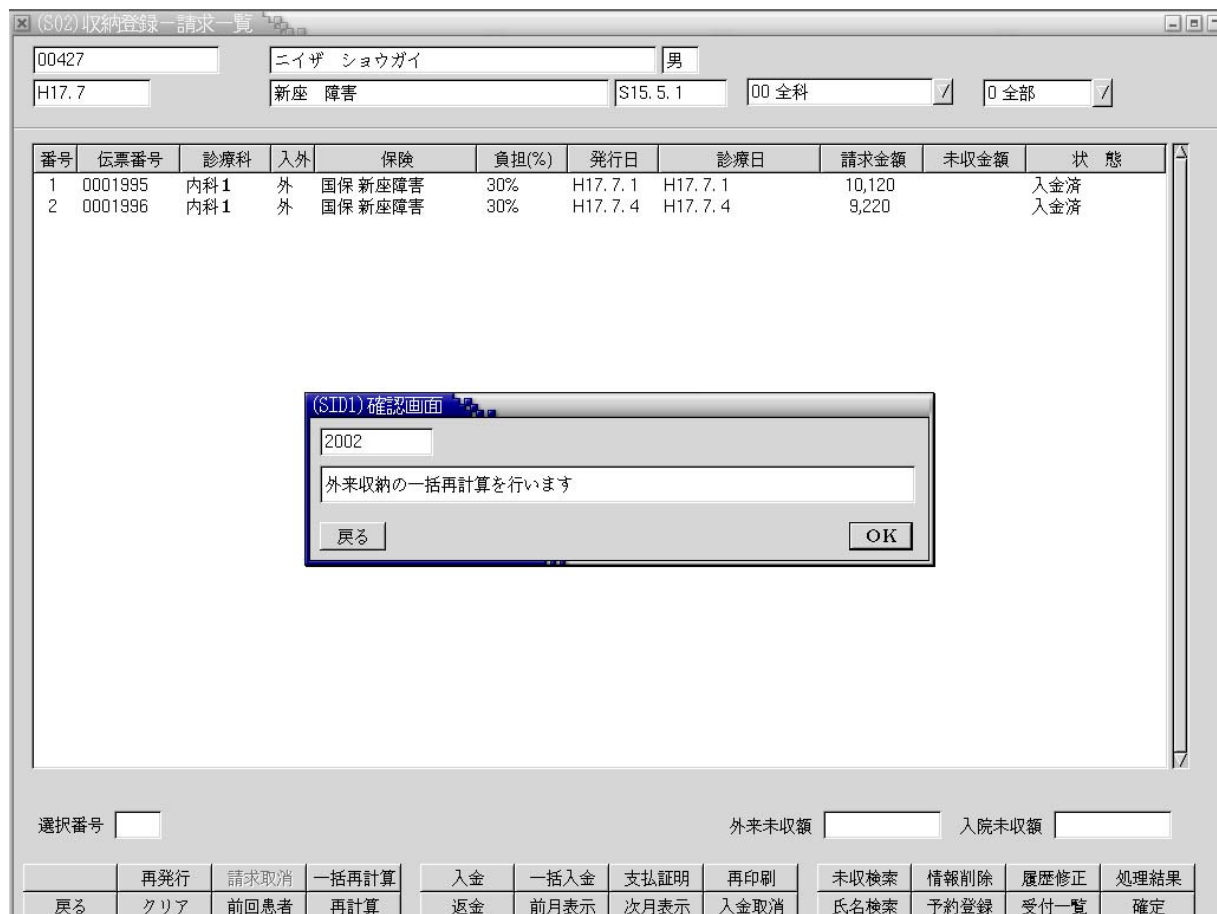 (S02)収納登録－請求一覧
00427 ニイザ ショウガイ 男
H17. 7 新座 障害 S15. 5. 1 00 全科 0 全部
番号 伝票番号 診療科 入外 保険 負担(%) 発行日 診療日 請求金額 未収金額 状 態
1 0001995 内科1 外 国保 新座障害 30% H17. 7. 1 H17. 7. 1 10,120 入金済
2 0001996 内科1 外 国保 新座障害 30% H17. 7. 4 H17. 7. 4 9,220 入金済
(SID1)確認画面
2002
外来収納の一括再計算を行います
戻る OK
選択番号 外来未収額 入院未収額
再発行 請求取消 一括再計算 入金 一括入金 支払証明 再印刷 未収検索 情報削除 履歴修正 処理結果
戻る クリア 前回患者 再計算 返金 前月表示 次月表示 入金取消 氏名検索 予約登録 受付一覧 確定